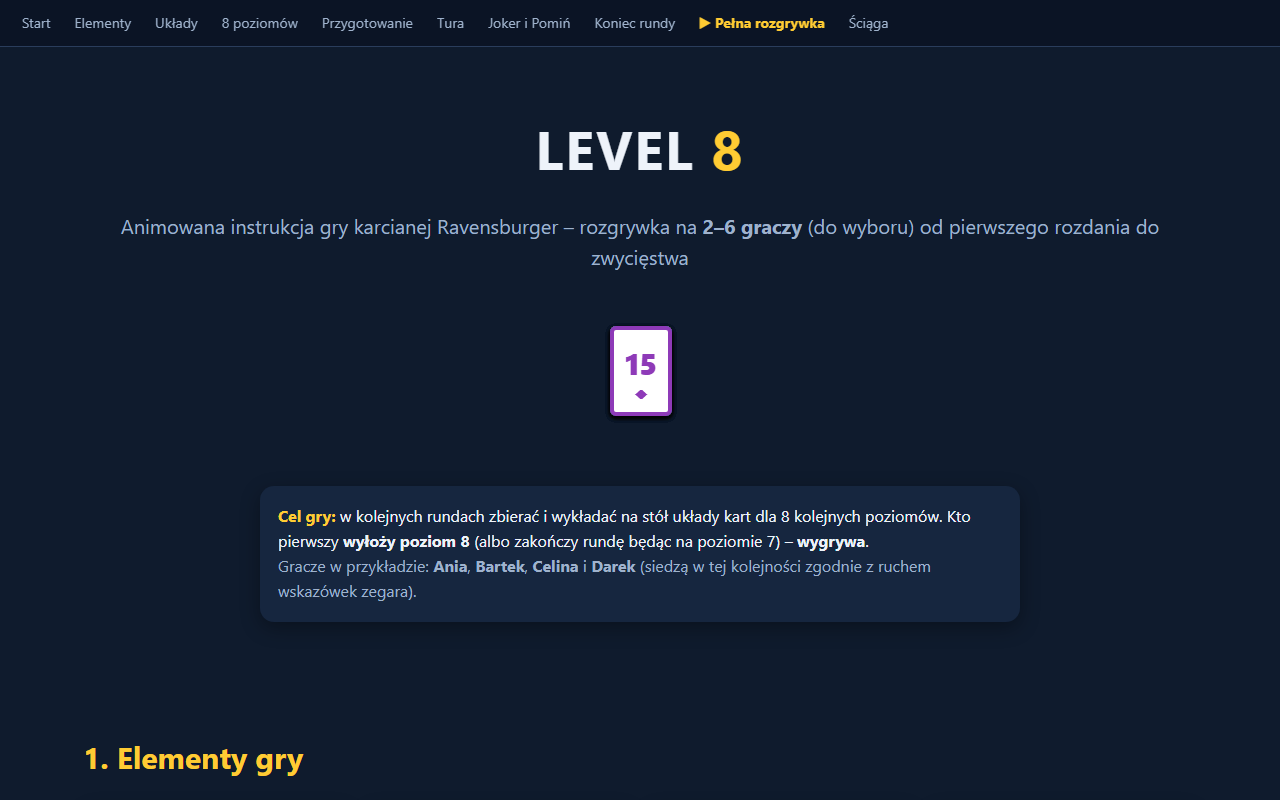 Start Elementy Układy 8 poziomów Przygotowanie Tura Joker i Pomiń Koniec rundy ▶ Pełna rozgrywka Ściąga
LEVEL 8
Animowana instrukcja gry karcianej Ravensburger – rozgrywka na 2–6 graczy (do wyboru) od pierwszego rozdania do
zwycięstwa
15
Cel gry: w kolejnych rundach zbierać i wykładać na stół układy kart dla 8 kolejnych poziomów. Kto
pierwszy wyłoży poziom 8 (albo zakończy rundę będąc na poziomie 7) – wygrywa.
Gracze w przykładzie: Ania, Bartek, Celina i Darek (siedzą w tej kolejności zgodnie z ruchem
wskazówek zegara).
1. Elementy gry